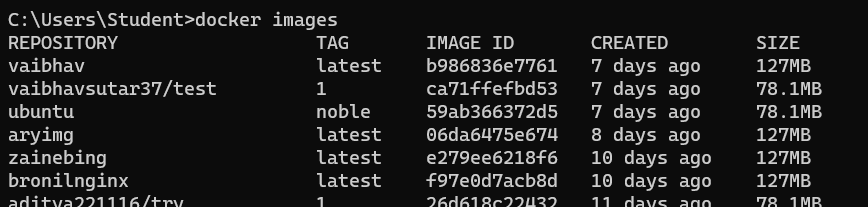 C:\Users\Student>docker images
REPOSITORY TAG IMAGE ID CREATED SIZE
vaibhav latest b986836e7761 7 days ago 127MB
vaibhavsutar37/test 1 ca71ffefbd53 7 days ago 78.1MB
ubuntu noble 59ab366372d5 7 days ago 78.1MB
aryimg latest 06da6475e674 8 days ago 127MB
zainebing latest e279ee6218f6 10 days ago 127MB
bronilnginx latest f97e0d7acb8d 10 days ago 127MB
aditya221116/try 1 26d618c22432 11 days ago 78.1MB